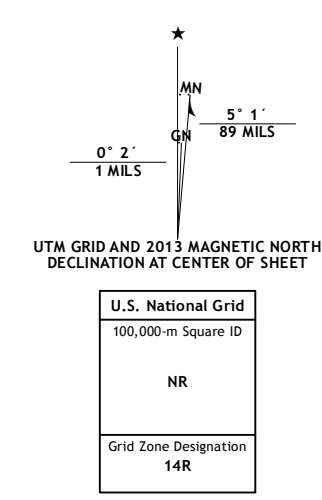 ★
MN
5° 1´
89 MILS
GN
0° 2´
1 MILS
UTM GRID AND 2013 MAGNETIC NORTH
DECLINATION AT CENTER OF SHEET
U.S. National Grid
100,000-m Square ID
NR
Grid Zone Designation
14R